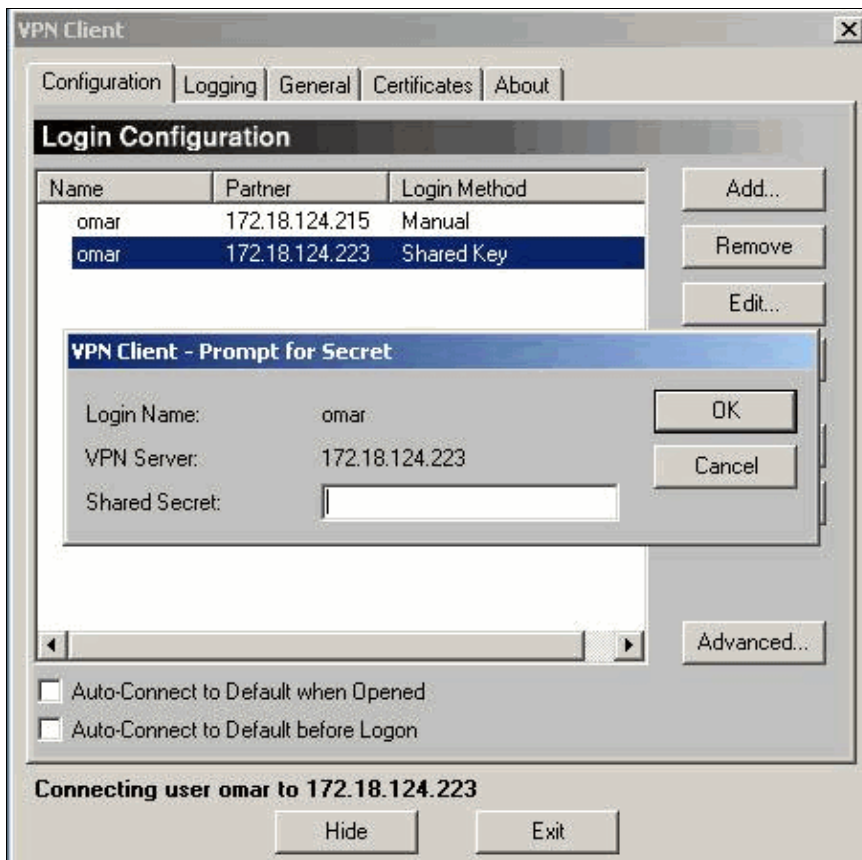 VPN Client
Configuration Logging General Certificates About
Login Configuration
Name Partner Login Method
omar 172.18.124.215 Manual
omar 172.18.124.223 Shared Key
Add...
Remove
Edit...
VPN Client - Prompt for Secret
Login Name: omar
VPN Server: 172.18.124.223
Shared Secret:
OK
Cancel
Advanced...
Auto-Connect to Default when Opened
Auto-Connect to Default before Logon
Connecting user omar to 172.18.124.223
Hide Exit